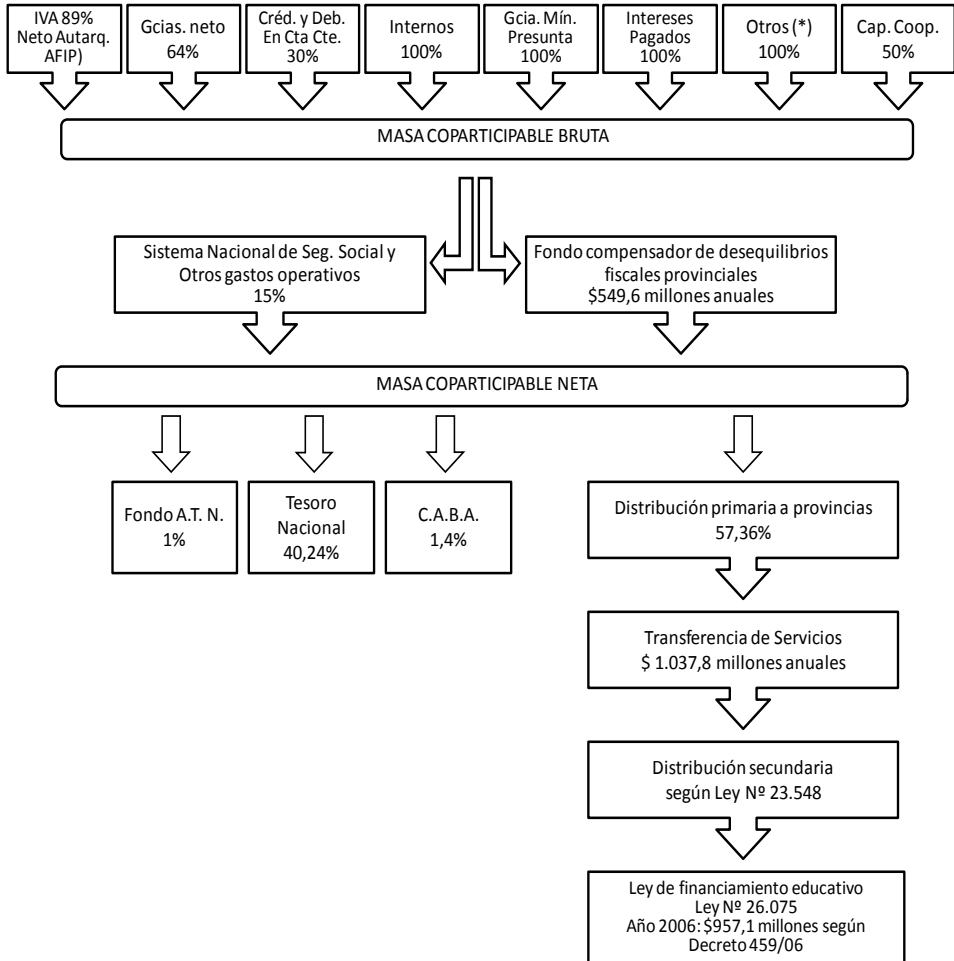 IVA 89%
Neto Autarq.
AFIP)
Gcias. neto
64%
Créd. y Deb.
En Cta Cte.
30%
Internos
100%
Gcia. Mín.
Presunta
100%
Intereses
Pagados
100%
Otros (*)
100%
Cap. Coop.
50%
MASA COPARTICIPABLE BRUTA
Sistema Nacional de Seg. Social y
Otros gastos operativos
15%
Fondo compensador de desequilibrios
fiscales provinciales
$549,6 millones anuales
MASA COPARTICIPABLE NETA
Fondo A.T. N.
1%
Tesoro
Nacional
40,24%
C.A.B.A.
1,4%
Distribución primaria a provincias
57,36%
Transferencia de Servicios
$ 1.037,8 millones anuales
Distribución secundaria
según Ley Nº 23.548
Ley de financiamiento educativo
Ley Nº 26.075
Año 2006: $957,1 millones según
Decreto 459/06